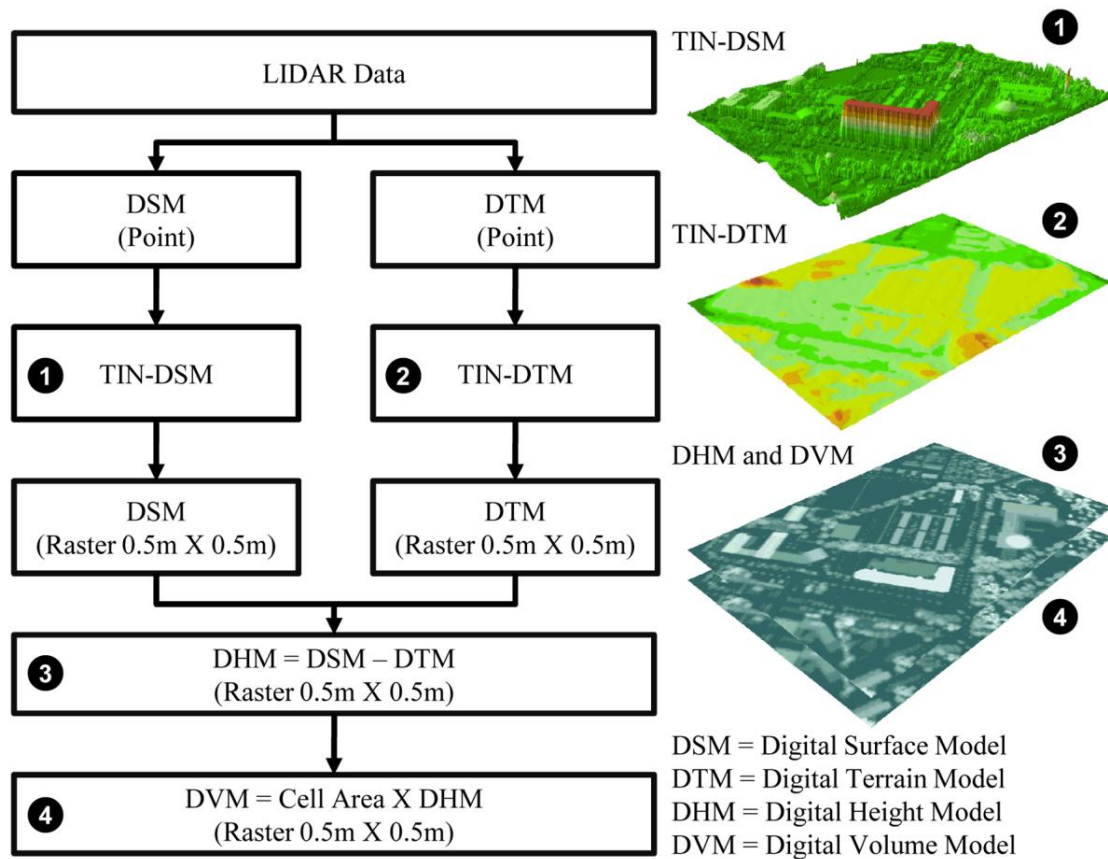 LIDAR Data
DSM
(Point)
DTM
(Point)
1
TIN-DSM
2
TIN-DTM
DSM
(Raster 0.5m X 0.5m)
DTM
(Raster 0.5m X 0.5m)
3
DHM = DSM – DTM
(Raster 0.5m X 0.5m)
4
DVM = Cell Area X DHM
(Raster 0.5m X 0.5m)
TIN-DSM
1
TIN-DTM
2
DHM and DVM
3
4
DSM = Digital Surface Model
DTM = Digital Terrain Model
DHM = Digital Height Model
DVM = Digital Volume Model